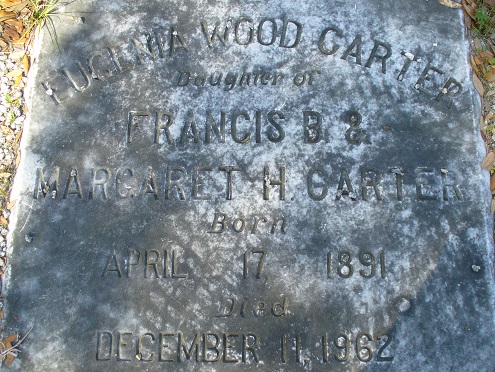 EUGENIA WOOD CARTER
Daughter of
FRANCIS B. &
MARGARET H. CARTER
Born
APRIL 17, 1891
Died
DECEMBER 11, 1962